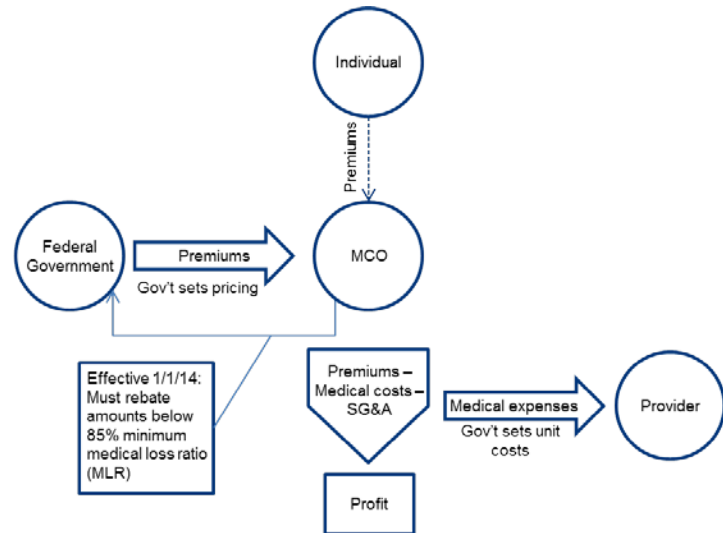 Individual
Premiums
Federal
Government
Premiums
Gov't sets pricing
MCO
Effective 1/1/14:
Must rebate
amounts below
85% minimum
medical loss ratio
(MLR)
Premiums –
Medical costs –
SG&A
Medical expenses
Gov't sets unit
costs
Provider
Profit